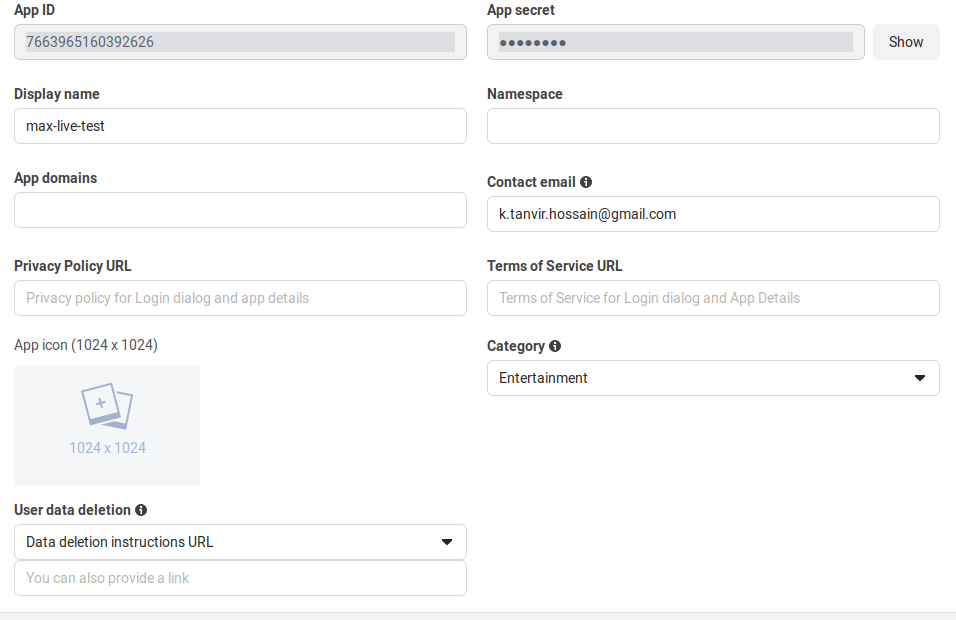 App ID
App secret
7663965160392626
●●●●●●●●
Show
Display name
Namespace
max-live-test
App domains
Contact email
k.tanvir.hossain@gmail.com
Privacy Policy URL
Terms of Service URL
Privacy policy for Login dialog and app details
Terms of Service for Login dialog and App Details
App icon (1024 x 1024)
Category
Entertainment
1024 x 1024
User data deletion
Data deletion instructions URL
You can also provide a link